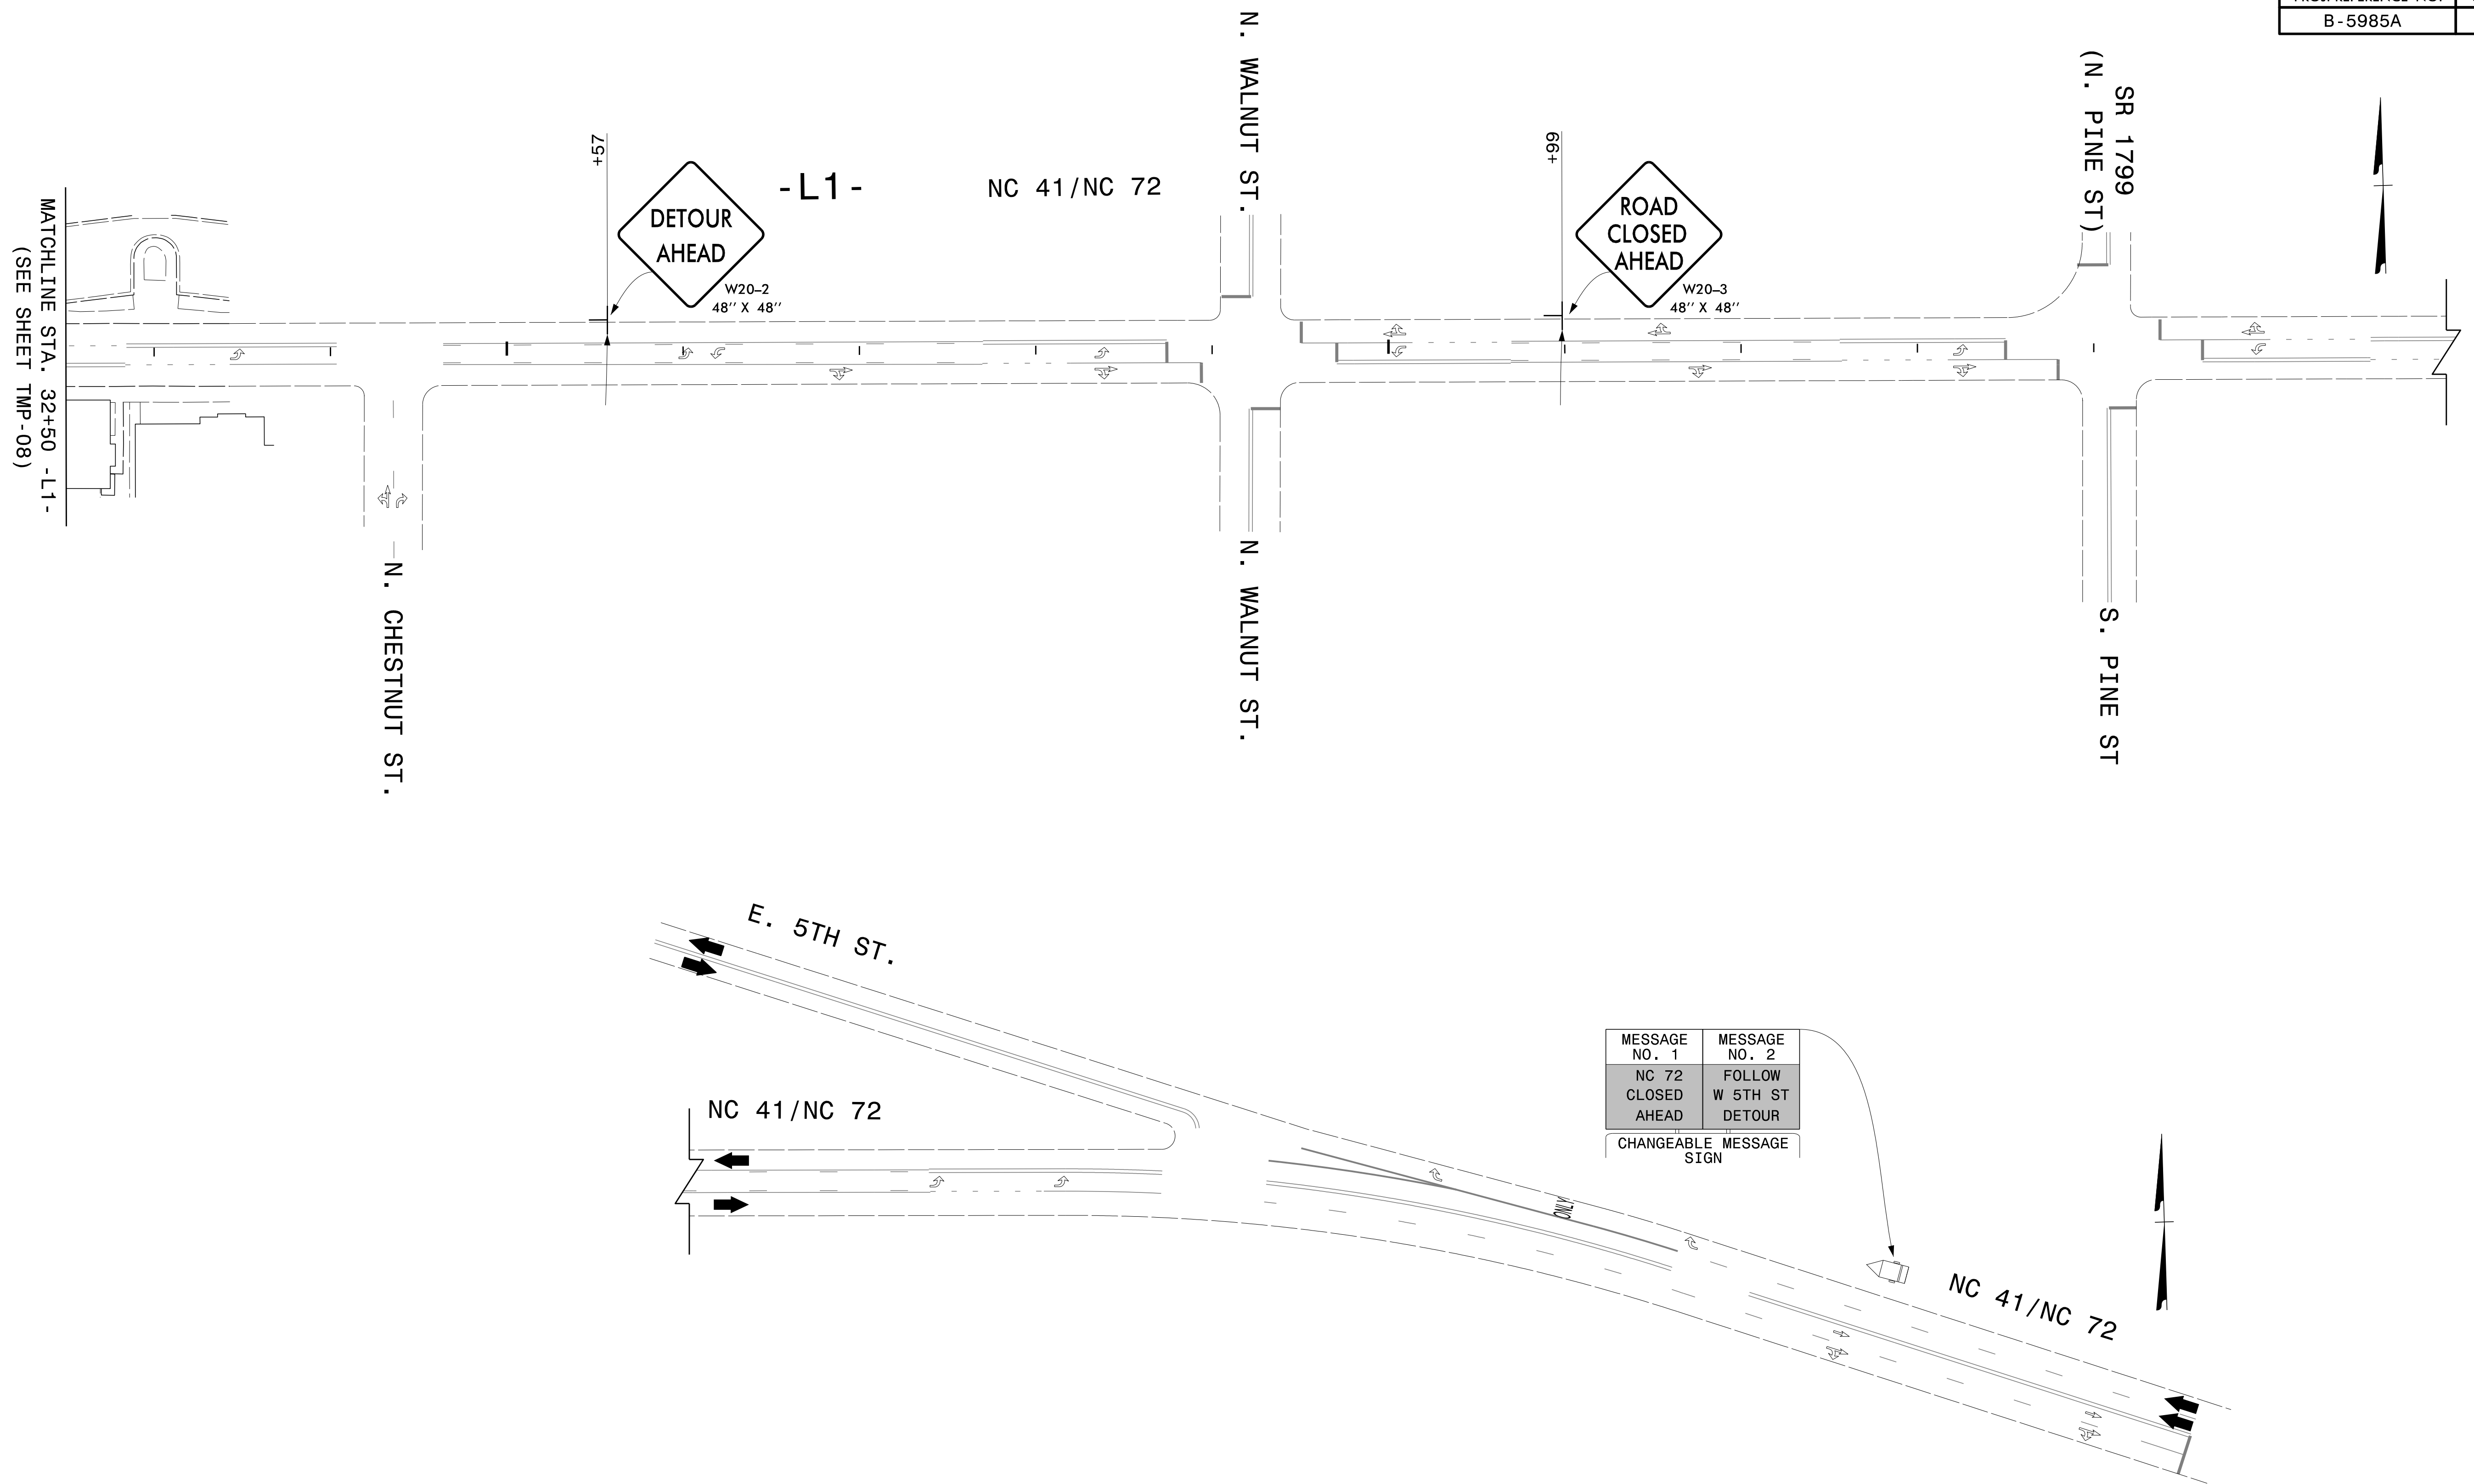 B-5985A
N. WALNUT ST.
SR 1799
(N. PINE ST)
+57
DETOUR
AHEAD
W20-2
48" X 48"
-L1-
NC 41/NC 72
+99
ROAD
CLOSED
AHEAD
W20-3
48" X 48"
MATCHLINE STA. 32+50 -L1-
(SEE SHEET TMP-08)
N. CHESTNUT ST.
N. WALNUT ST.
S. PINE ST
E. 5TH ST.
NC 41/NC 72
MESSAGE
NO. 1
NC 72
CLOSED
AHEAD
MESSAGE
NO. 2
FOLLOW
W 5TH ST
DETOUR
CHANGEABLE MESSAGE
SIGN
ONLY
NC 41/NC 72